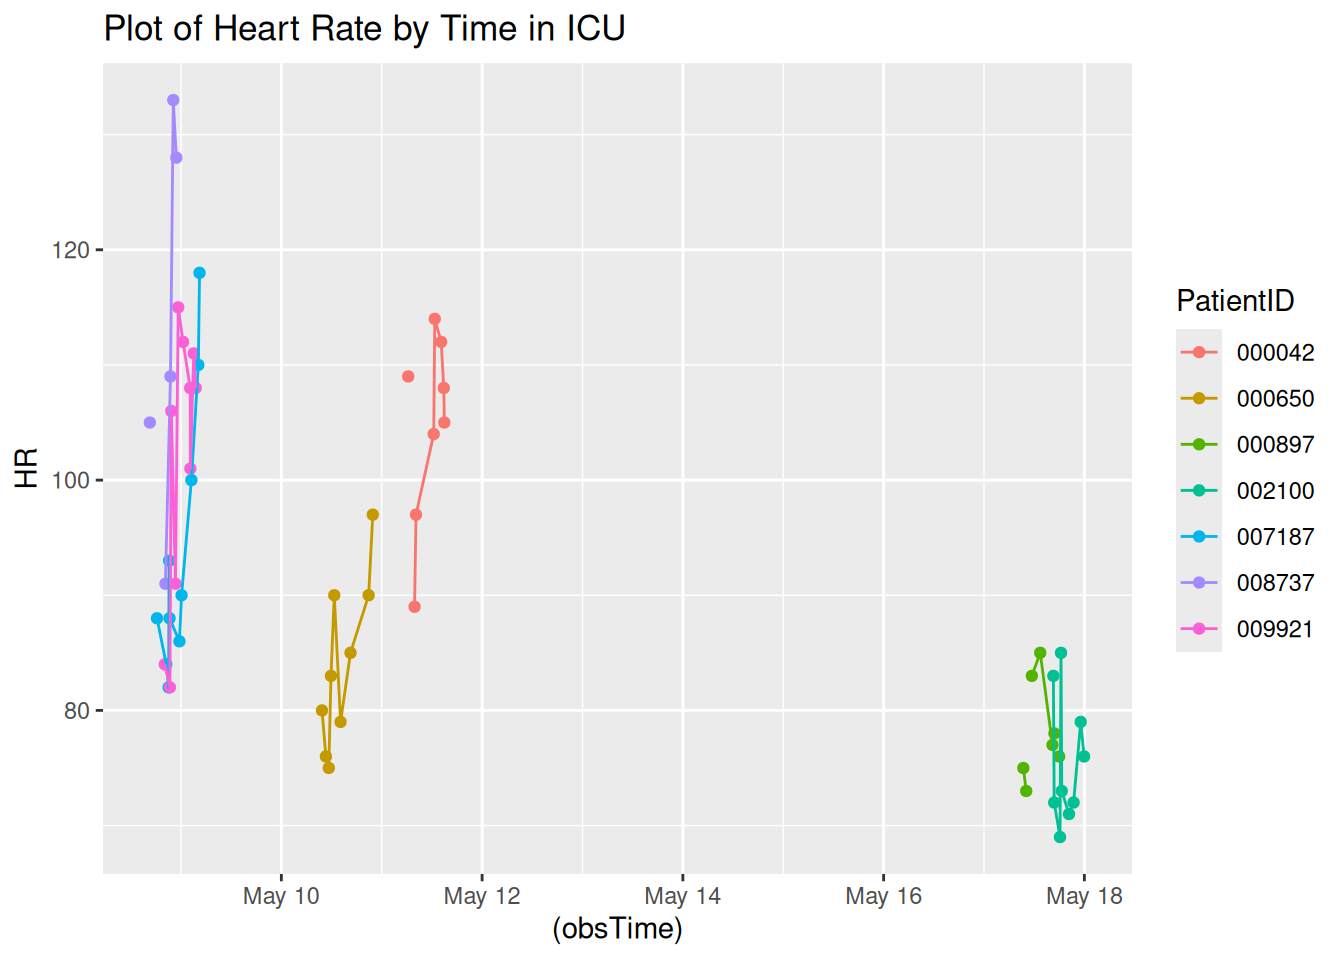 Plot of Heart Rate by Time in ICU
120
100
80
HR
May 10
May 12
May 14
May 16
May 18
(obsTime)
PatientID
000042
000650
000897
002100
007187
008737
009921